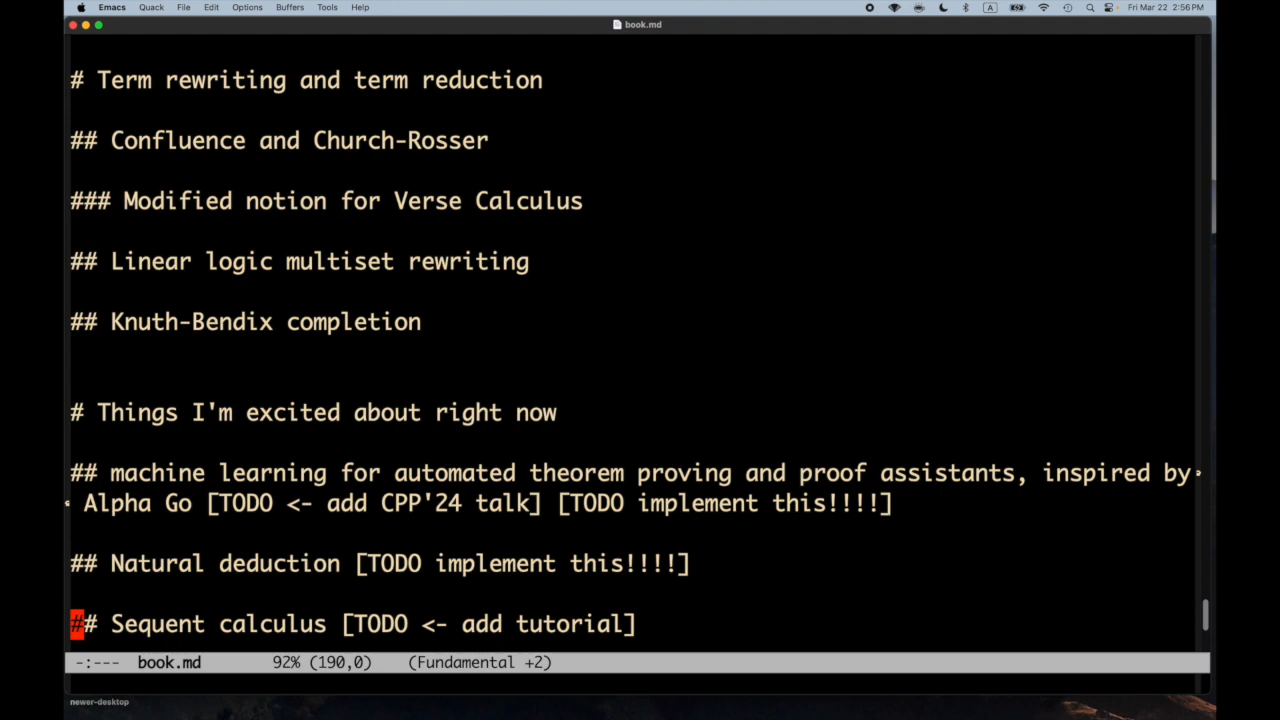 Emacs Quack File Edit Options Buffers Tools Help A Fri Mar 22 2:56 PM
book.md
# Term rewriting and term reduction
## Confluence and Church-Rosser
### Modified notion for Verse Calculus
## Linear logic multiset rewriting
## Knuth-Bendix completion
# Things I'm excited about right now
## machine learning for automated theorem proving and proof assistants, inspired by
Alpha Go [TODO <- add CPP'24 talk] [TODO implement this!!!!]
## Natural deduction [TODO implement this!!!!]
## Sequent calculus [TODO <- add tutorial]
-:--- book.md 92% (190,0) (Fundamental +2)
newer-desktop